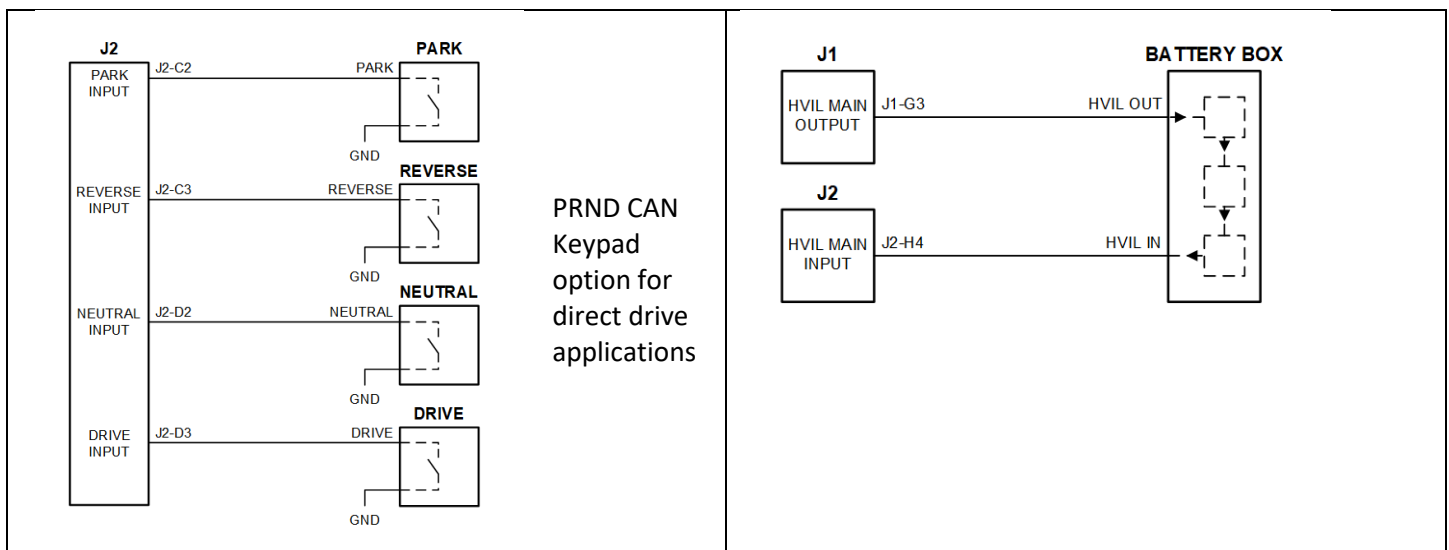 J2
PARK
PARK
INPUT
J2-C2
PARK
GND
REVERSE
REVERSE
INPUT
J2-C3
REVERSE
GND
NEUTRAL
NEUTRAL
INPUT
J2-D2
NEUTRAL
GND
DRIVE
DRIVE
INPUT
J2-D3
DRIVE
GND
PRND CAN
Keypad
option for
direct drive
applications
J1
BATTERY BOX
HVIL MAIN
OUTPUT
J1-G3
HVIL OUT
J2
HVIL MAIN
INPUT
J2-H4
HVIL IN